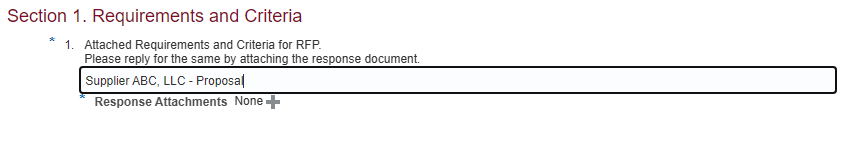 Section 1. Requirements and Criteria
* 1. Attached Requirements and Criteria for RFP.
Please reply for the same by attaching the response document.
Supplier ABC, LLC - Proposal
* Response Attachments None